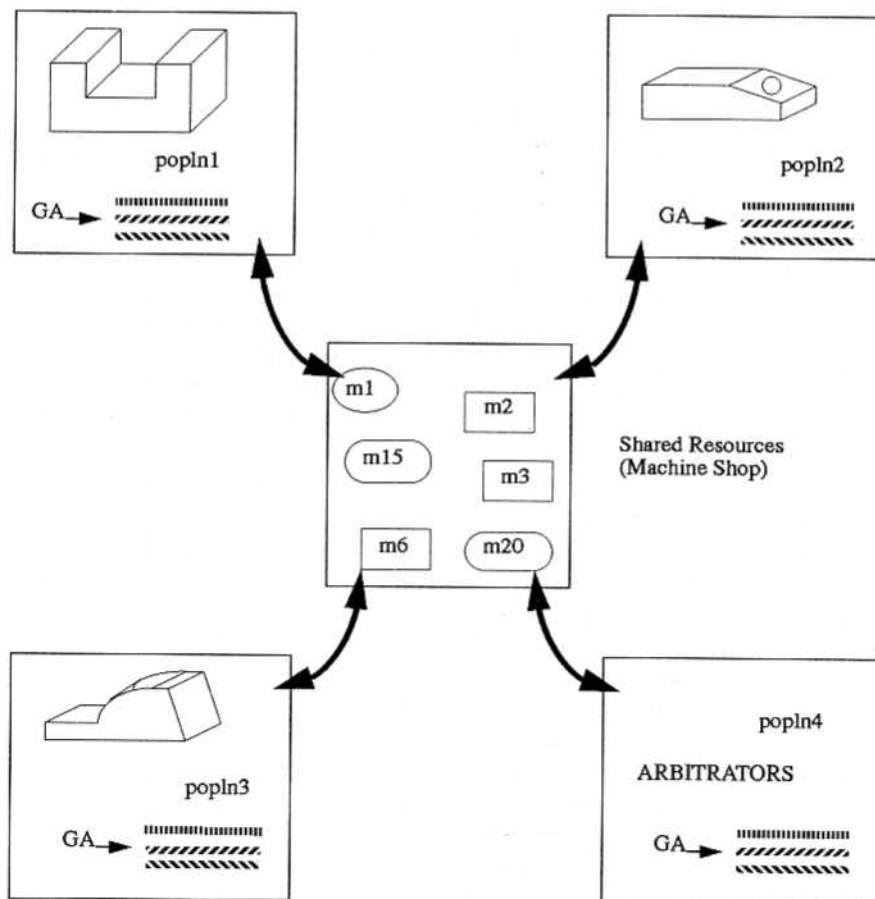 popln1
GA
popln2
GA
m1
m2
m15
m3
m6
m20
Shared Resources
(Machine Shop)
popln3
GA
popln4
ARBITRATORS
GA